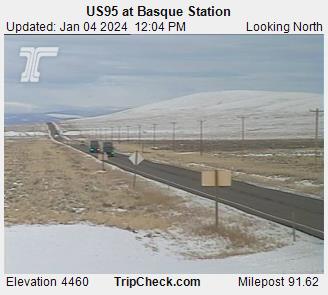 US95 at Basque Station
Updated: Jan 04 2024 12:04 PM Looking North
Elevation 4460 TripCheck.com Milepost 91.62